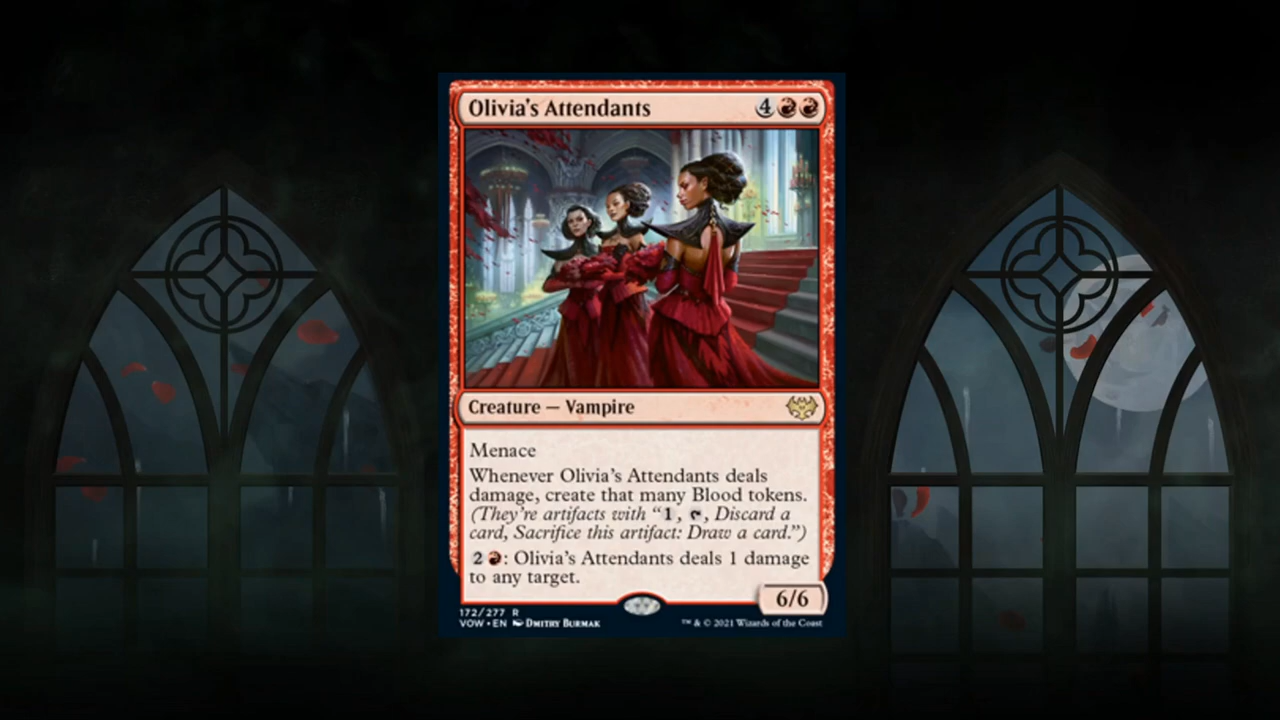 Olivia's Attendants 4
Creature — Vampire
Menace
Whenever Olivia's Attendants deals
damage, create that many Blood tokens.
(They're artifacts with “1, , Discard a
card, Sacrifice this artifact: Draw a card.”)
2 : Olivia's Attendants deals 1 damage
to any target.
6/6
172/277 R
VOW • EN Dmitry Burmak
™ & © 2021 Wizards of the Coast